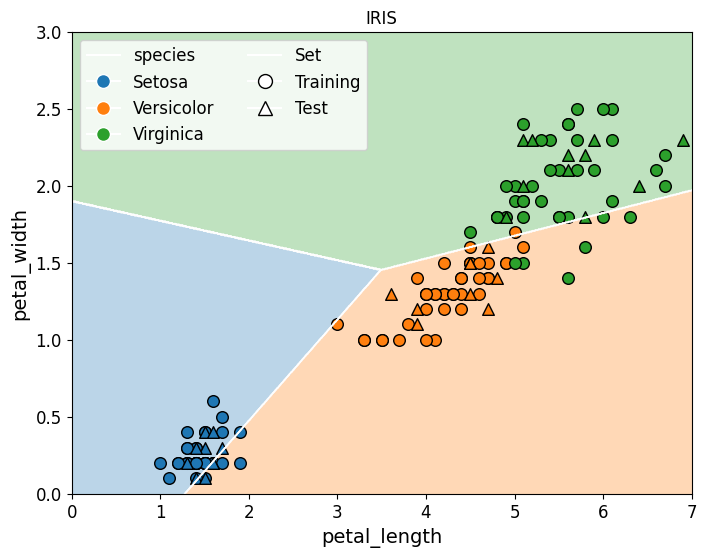 IRIS
species Set
Setosa Training
Versicolor Test
Virginica
3.0
2.5
2.0
1.5
1.0
0.5
0.0
petal_width
0 1 2 3 4 5 6 7
petal_length